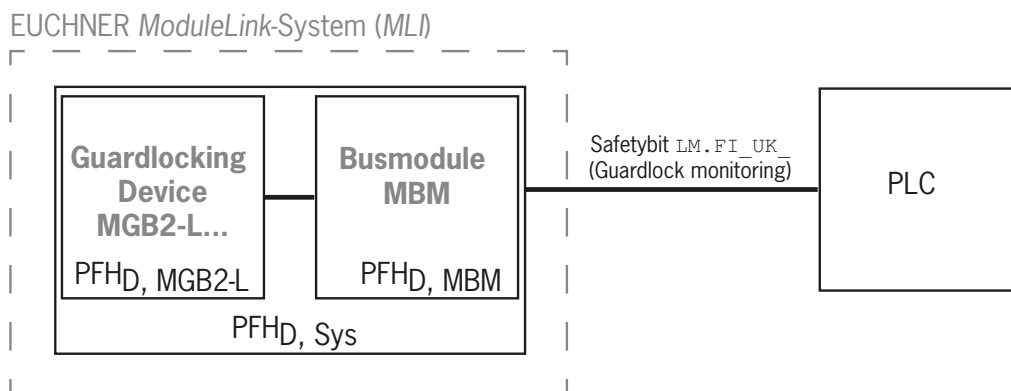 EUCHNER ModuleLink-System (MLI)
Guardlocking
Device
MGB2-L...
PFHD, MGB2-L
Busmodule
MBM
PFHD, MBM
PFHD, Sys
Safetybit LM.FI_UK_
(Guardlock monitoring)
PLC